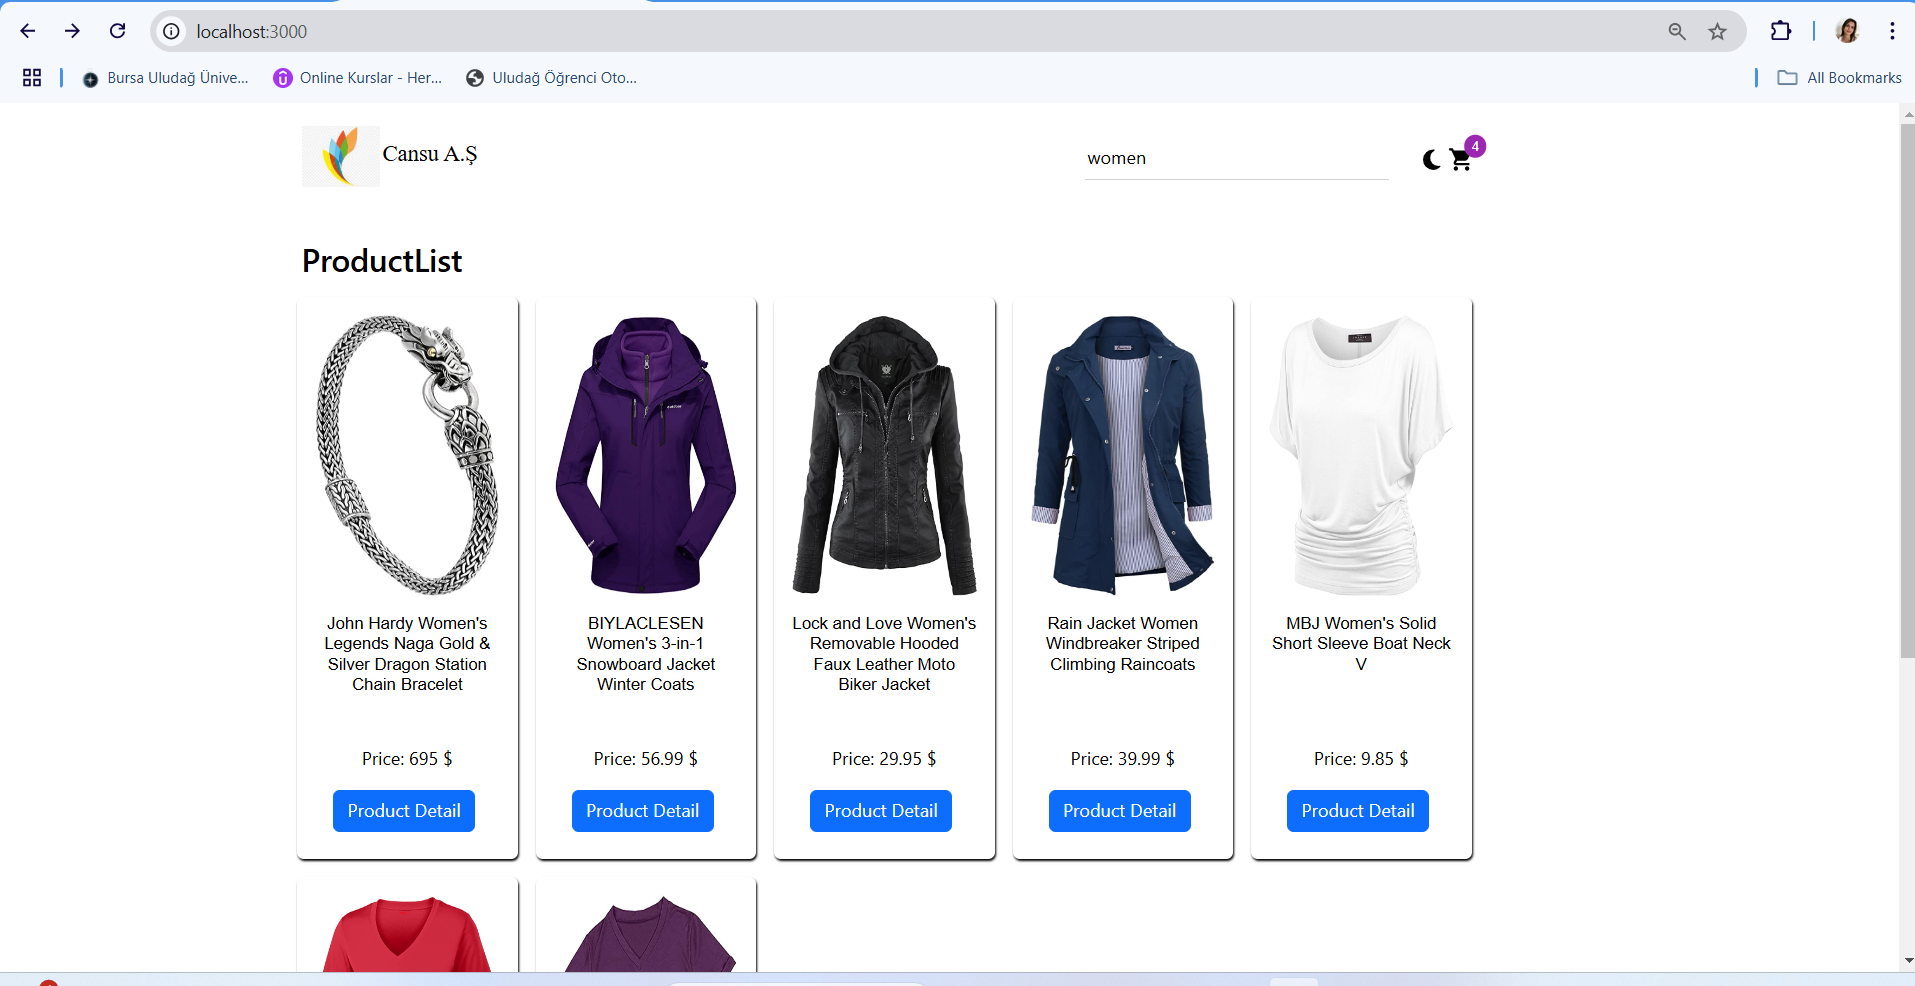 localhost:3000
Bursa Uludağ Ünive...
Online Kurslar - Her...
Uludağ Öğrenci Oto...
All Bookmarks
Cansu A.Ş
women
4
ProductList
John Hardy Women's
Legends Naga Gold &
Silver Dragon Station
Chain Bracelet
Price: 695 $
Product Detail
BIYLACLESEN
Women's 3-in-1
Snowboard Jacket
Winter Coats
Price: 56.99 $
Product Detail
Lock and Love Women's
Removable Hooded
Faux Leather Moto
Biker Jacket
Price: 29.95 $
Product Detail
Rain Jacket Women
Windbreaker Striped
Climbing Raincoats
Price: 39.99 $
Product Detail
MBJ Women's Solid
Short Sleeve Boat Neck
V
Price: 9.85 $
Product Detail